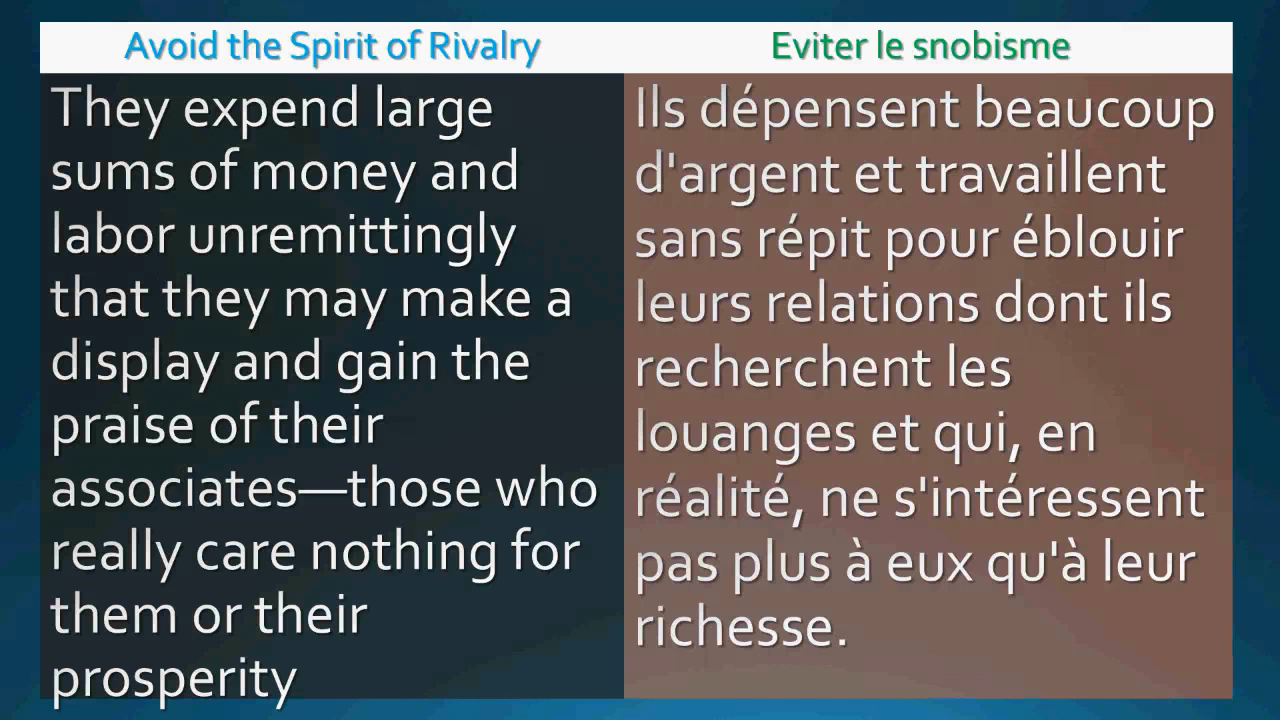 Avoid the Spirit of Rivalry
They expend large
sums of money and
labor unremittingly
that they may make a
display and gain the
praise of their
associates—those who
really care nothing for
them or their
prosperity
Eviter le snobisme
Ils dépensent beaucoup
d'argent et travaillent
sans répit pour éblouir
leurs relations dont ils
recherchent les
louanges et qui, en
réalité, ne s'intéressent
pas plus à eux qu'à leur
richesse.